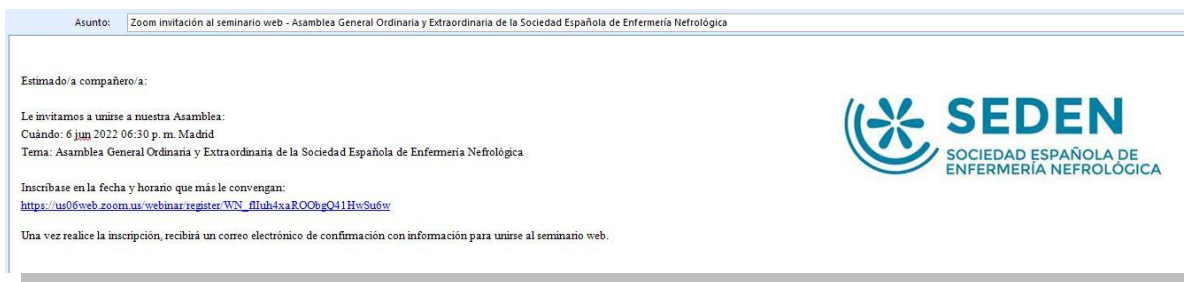 Asunto: Zoom invitación al seminario web - Asamblea General Ordinaria y Extraordinaria de la Sociedad Española de Enfermería Nefrológica
Estimado/a compañero/a:
Le invitamos a unirse a nuestra Asamblea:
Cuándo: 6 jun 2022 06:30 p. m. Madrid
Tema: Asamblea General Ordinaria y Extraordinaria de la Sociedad Española de Enfermería Nefrológica
SEDEN
SOCIEDAD ESPAÑOLA DE
ENFERMERÍA NEFROLÓGICA
Inscríbase en la fecha y horario que más le convengan:
https://us06web.zoom.us/webinar/register/WN_fIIuh4xaROObgQ41HwSu6w
Una vez realice la inscripción, recibirá un correo electrónico de confirmación con información para unirse al seminario web.